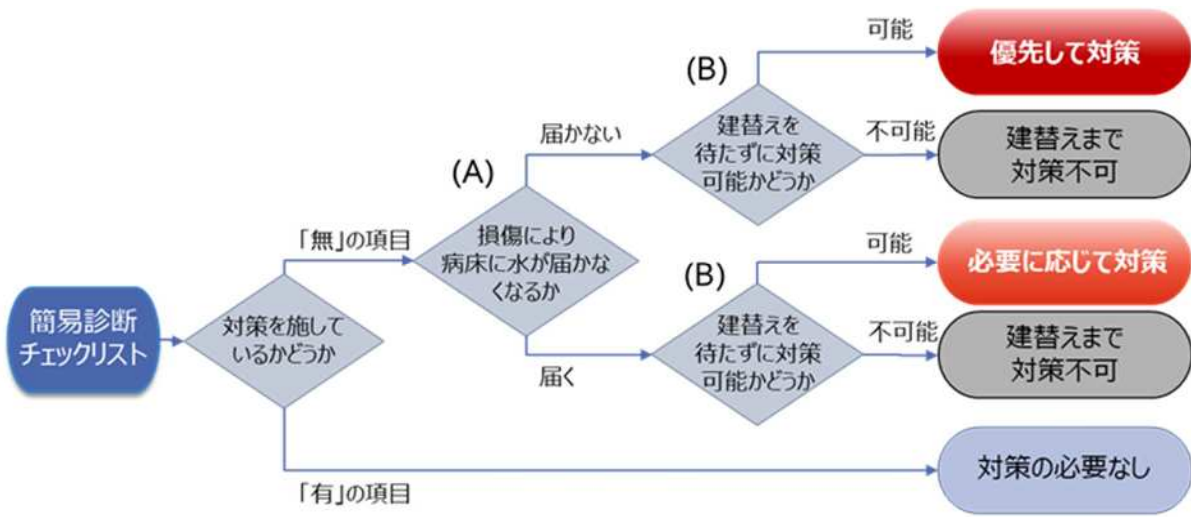 簡易診断
チェックリスト
対策を施して
いるかどうか
「無」の項目
「有」の項目
(A)
損傷により
病床に水が届かな
くなるか
届かない
届く
(B)
建替えを
待たずに対策
可能かどうか
可能
不可能
優先して対策
建替えまで
対策不可
(B)
建替えを
待たずに対策
可能かどうか
可能
不可能
必要に応じて対策
建替えまで
対策不可
対策の必要なし